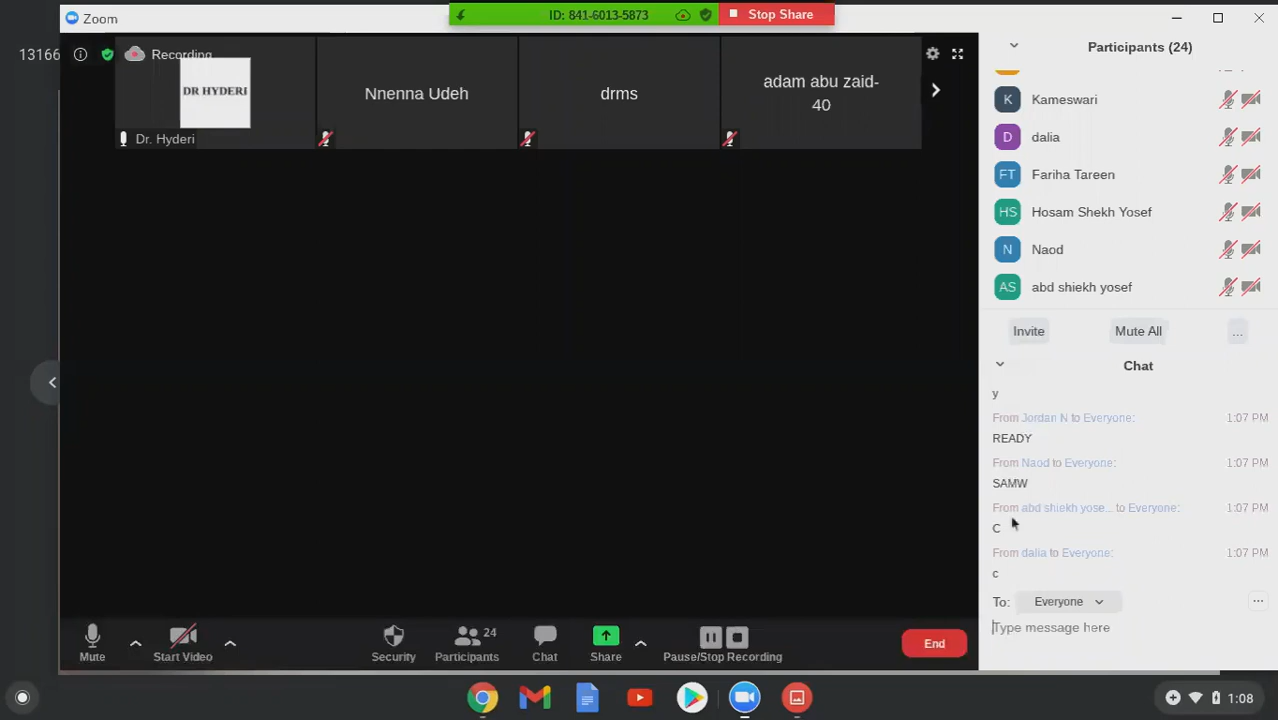 Zoom
ID: 841-6013-5873
Stop Share
13166
Recording
DR HYDERI
Dr. Hyderi
Nnenna Udeh
drms
adam abu zaid-
40
Participants (24)
K Kameswari
D dalia
FT Fariha Tareen
HS Hosam Shekh Yosef
N Naod
AS abd shiekh yosef
Invite
Mute All
...
Chat
y
From Jordan N to Everyone: 1:07 PM
READY
From Naod to Everyone: 1:07 PM
SAMW
From abd shiekh yose... to Everyone: 1:07 PM
C
From dalia to Everyone: 1:07 PM
c
To: Everyone
...
Type message here
Mute
Start Video
Security
24
Participants
Chat
Share
Pause/Stop Recording
End
1:08